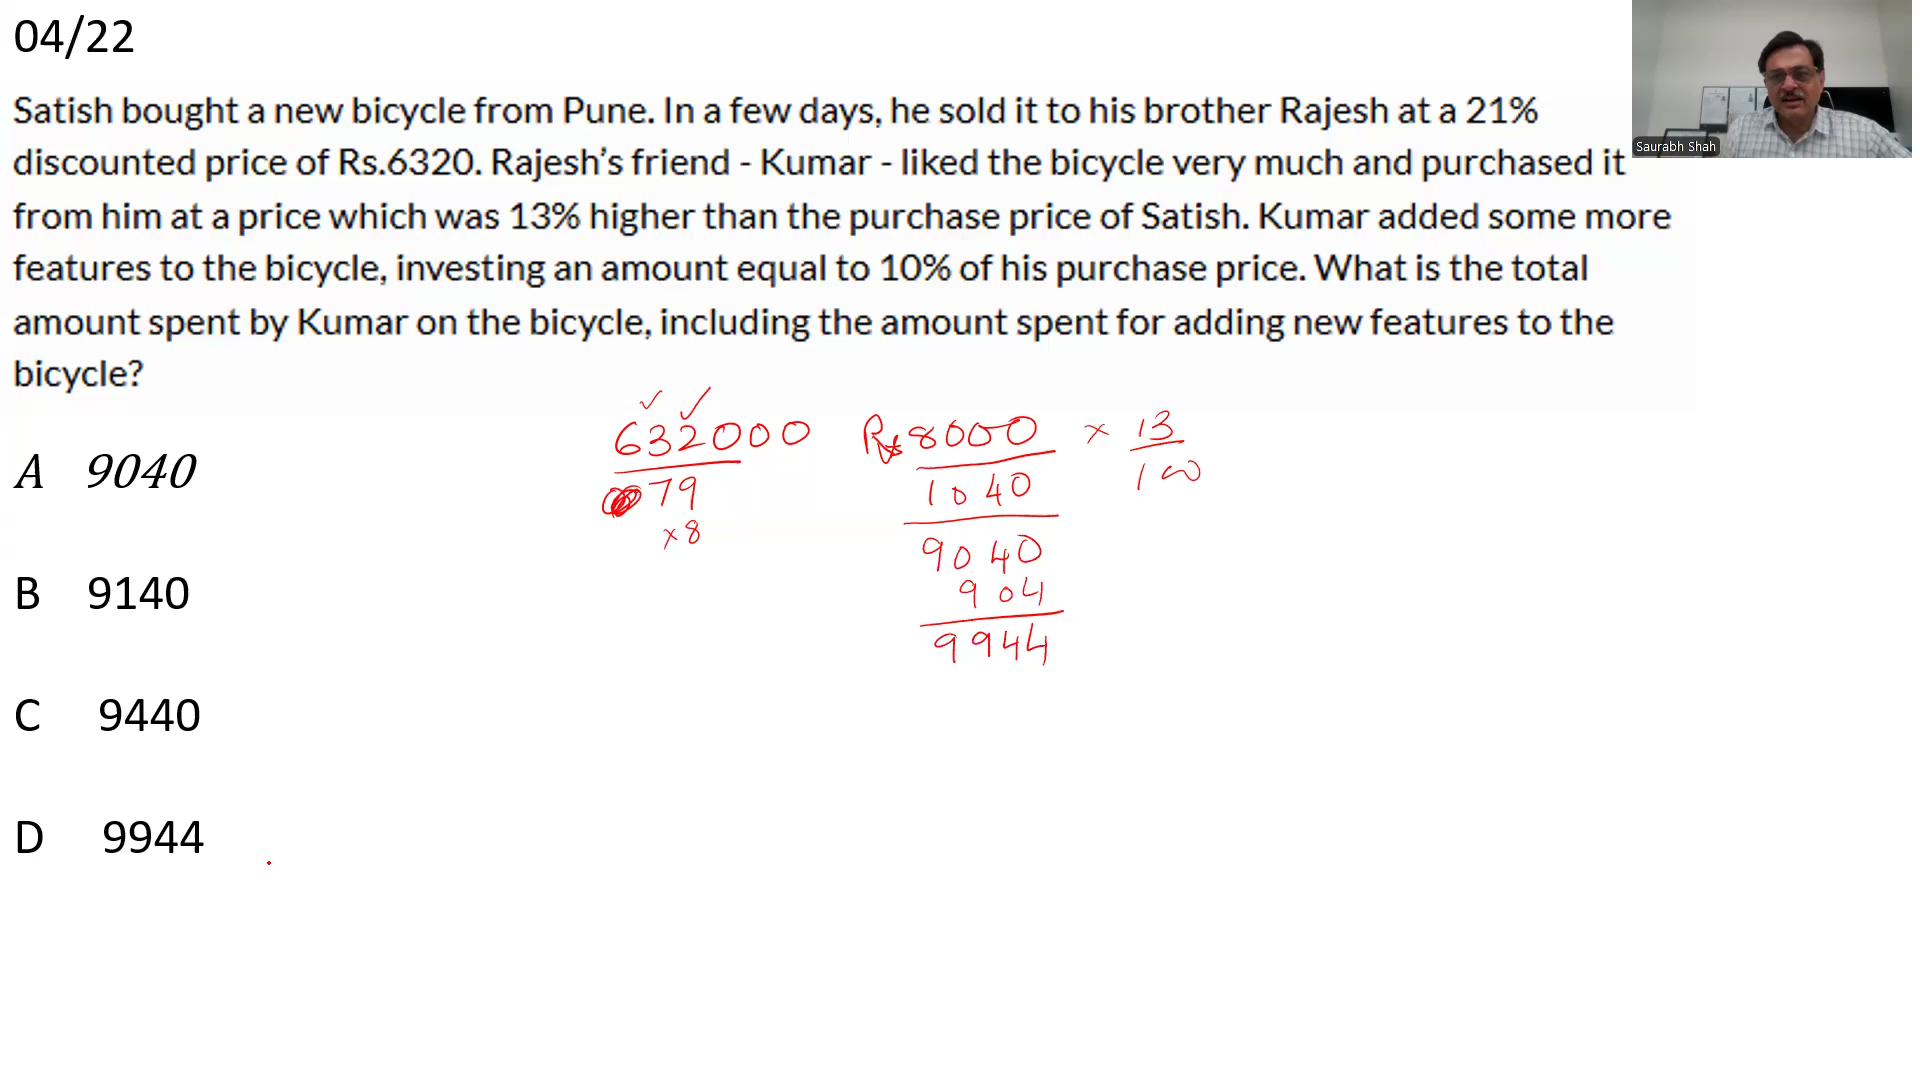 04/22
Satish bought a new bicycle from Pune. In a few days, he sold it to his brother Rajesh at a 21%
discounted price of Rs.6320. Rajesh's friend - Kumar - liked the bicycle very much and purchased it
from him at a price which was 13% higher than the purchase price of Satish. Kumar added some more
features to the bicycle, investing an amount equal to 10% of his purchase price. What is the total
amount spent by Kumar on the bicycle, including the amount spent for adding new features to the
bicycle?
Saurabh Shah
A 9040
B 9140
C 9440
D 9944
632000
79
×8
Rs 8000 × 13
100
1040
9040
904
9944